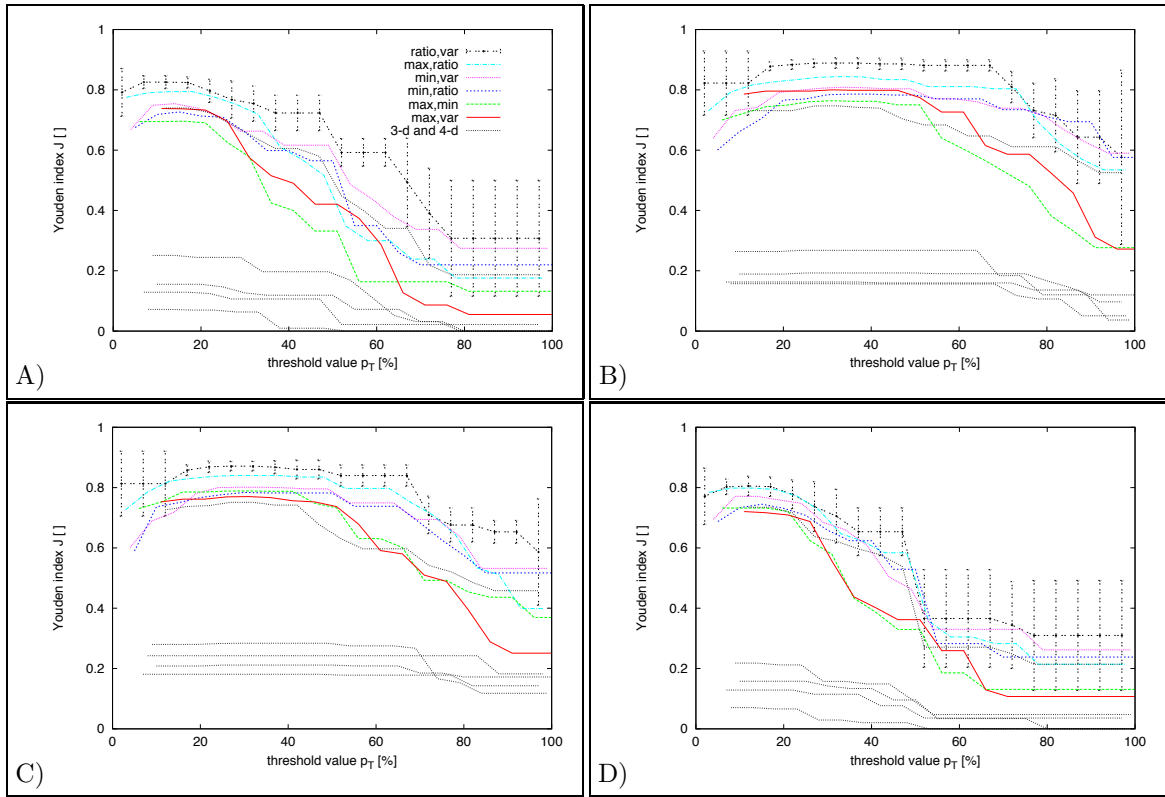 1
0.8
0.6
0.4
0.2
0
0 20 40 60 80 100
Youden index J [ ]
threshold value pT [%]
ratio,var
max,ratio
min,var
min,ratio
max,min
max,var
3-d and 4-d
A)
1
0.8
0.6
0.4
0.2
0
0 20 40 60 80 100
Youden index J [ ]
threshold value pT [%]
B)
1
0.8
0.6
0.4
0.2
0
0 20 40 60 80 100
Youden index J [ ]
threshold value pT [%]
C)
1
0.8
0.6
0.4
0.2
0
0 20 40 60 80 100
Youden index J [ ]
threshold value pT [%]
D)